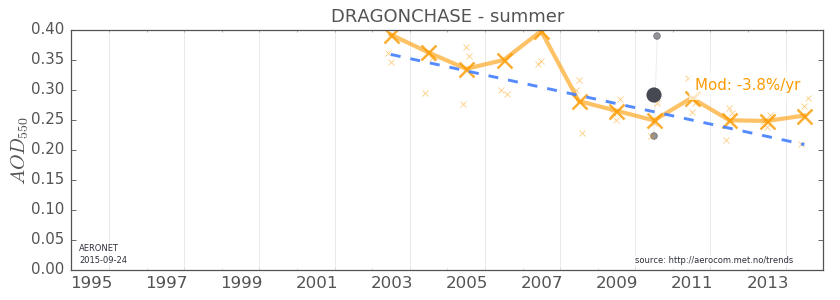 DRAGONCHASE - summer
0.40
0.35
0.30
0.25
0.20
0.15
0.10
0.05
0.00
AOD550
Mod: -3.8%/yr
AERONET
2015-09-24
source: http://aerocom.met.no/trends
1995 1997 1999 2001 2003 2005 2007 2009 2011 2013